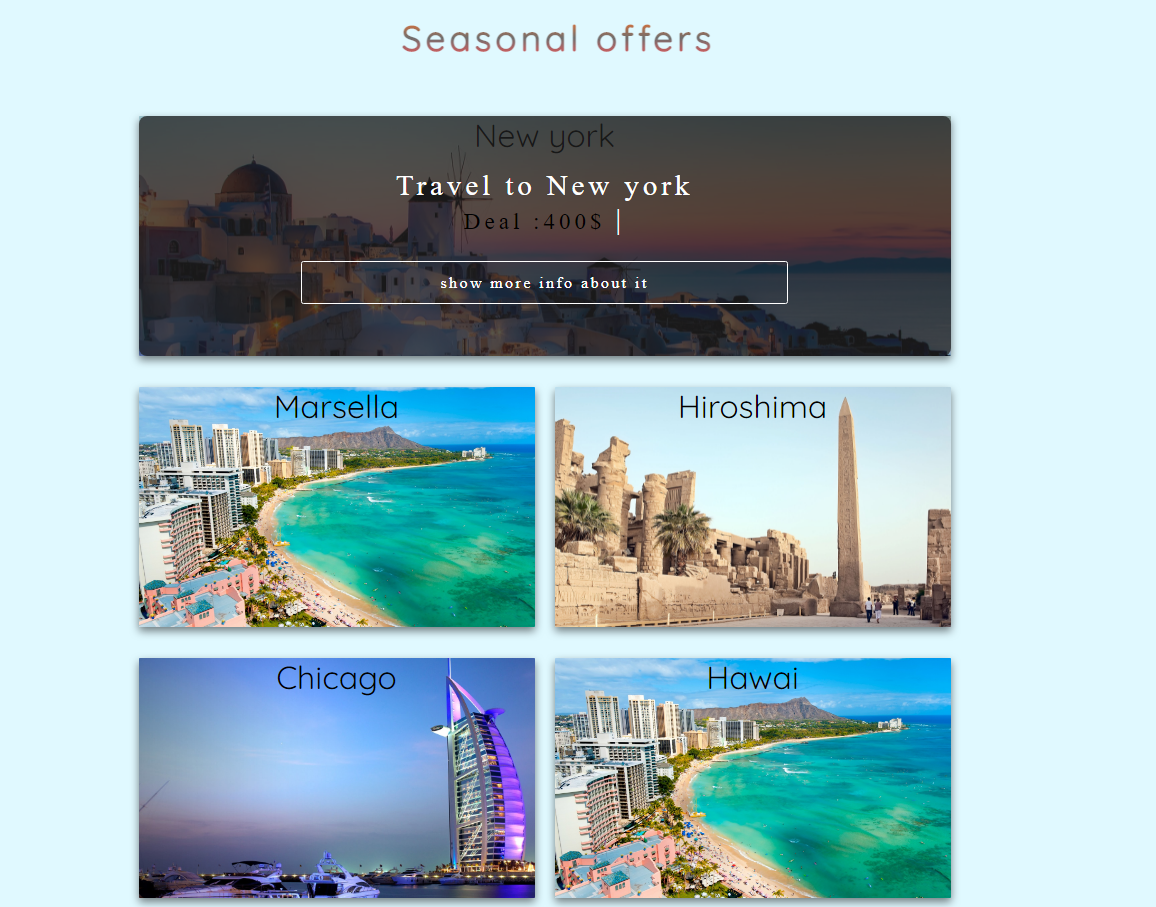 Seasonal offers
New york
Travel to New york
Deal :400$ |
show more info about it
Marsella
Hiroshima
Chicago
Hawai